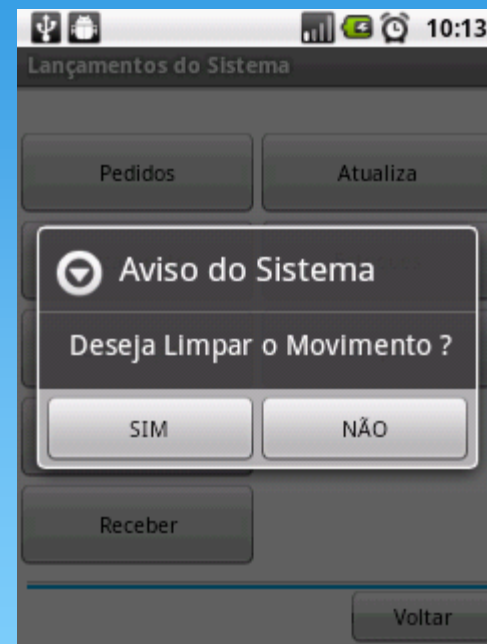 10:13
Lançamentos do Sistema
Pedidos
Atualiza
Aviso do Sistema
Deseja Limpar o Movimento ?
SIM
NÃO
Receber
Voltar